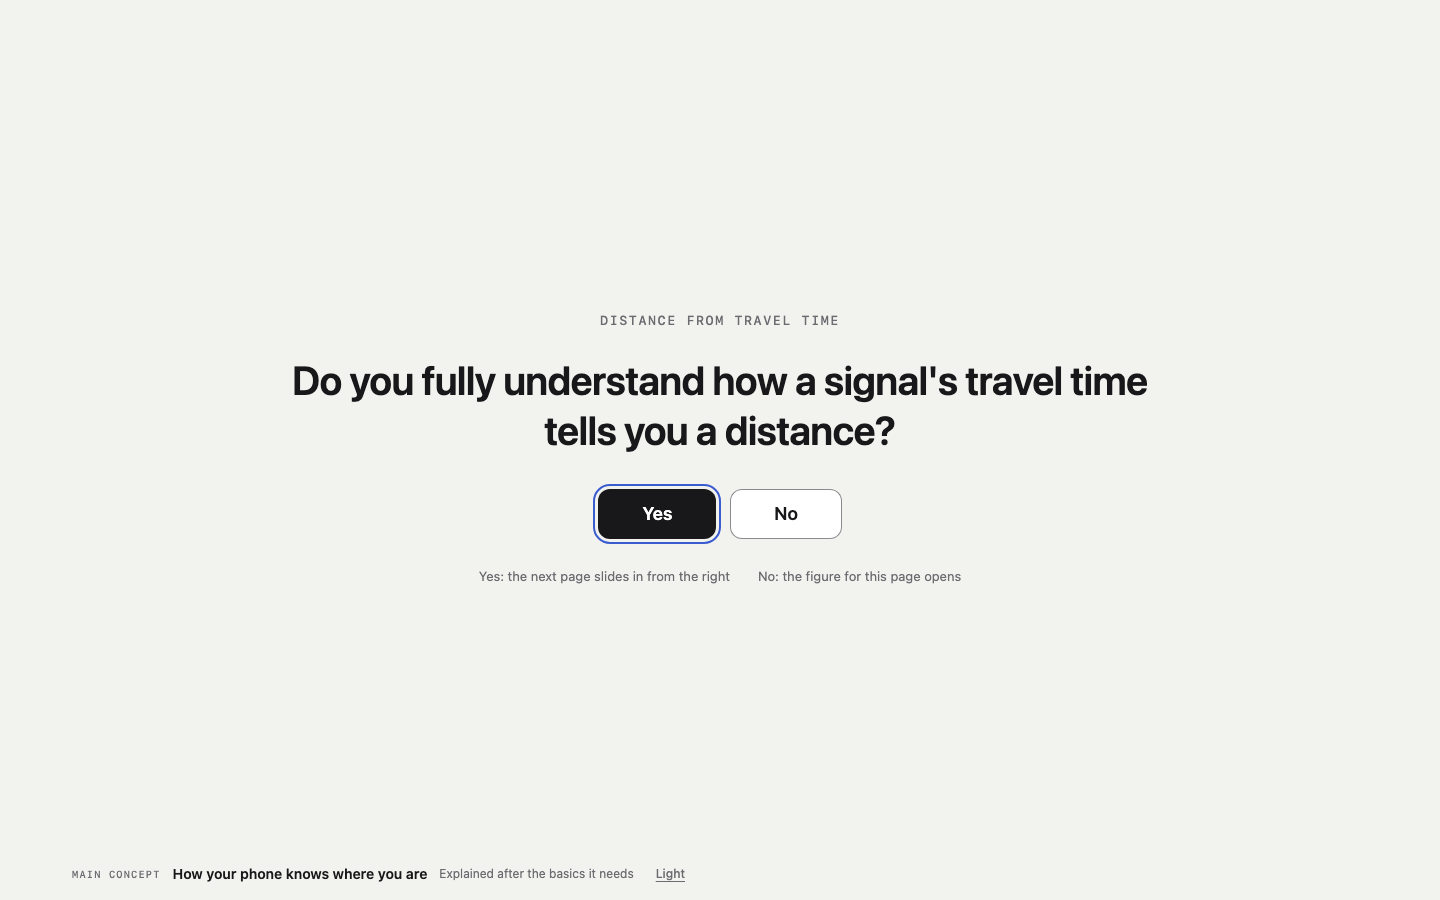 DISTANCE FROM TRAVEL TIME
Do you fully understand how a signal's travel time
tells you a distance?
Yes
No
Yes: the next page slides in from the right
No: the figure for this page opens
MAIN CONCEPT How your phone knows where you are Explained after the basics it needs Light